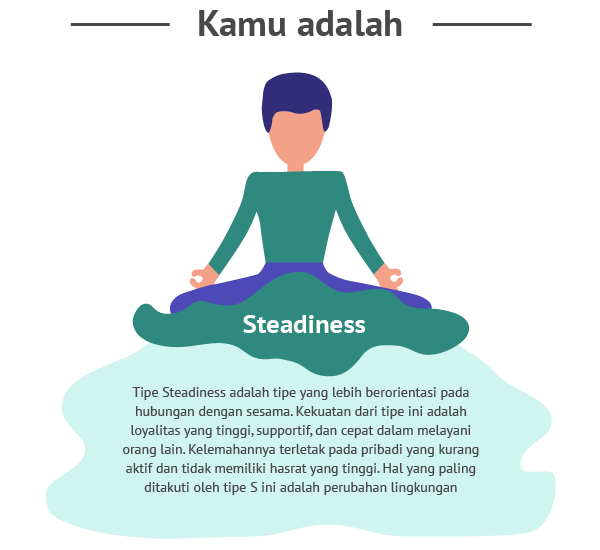 Kamu adalah
Steadiness
Tipe Steadiness adalah tipe yang lebih berorientasi pada
hubungan dengan sesama. Kekuatan dari tipe ini adalah
loyalitas yang tinggi, supportif, dan cepat dalam melayani
orang lain. Kelemahannya terletak pada pribadi yang kurang
aktif dan tidak memiliki hasrat yang tinggi. Hal yang paling
ditakuti oleh tipe S ini adalah perubahan lingkungan